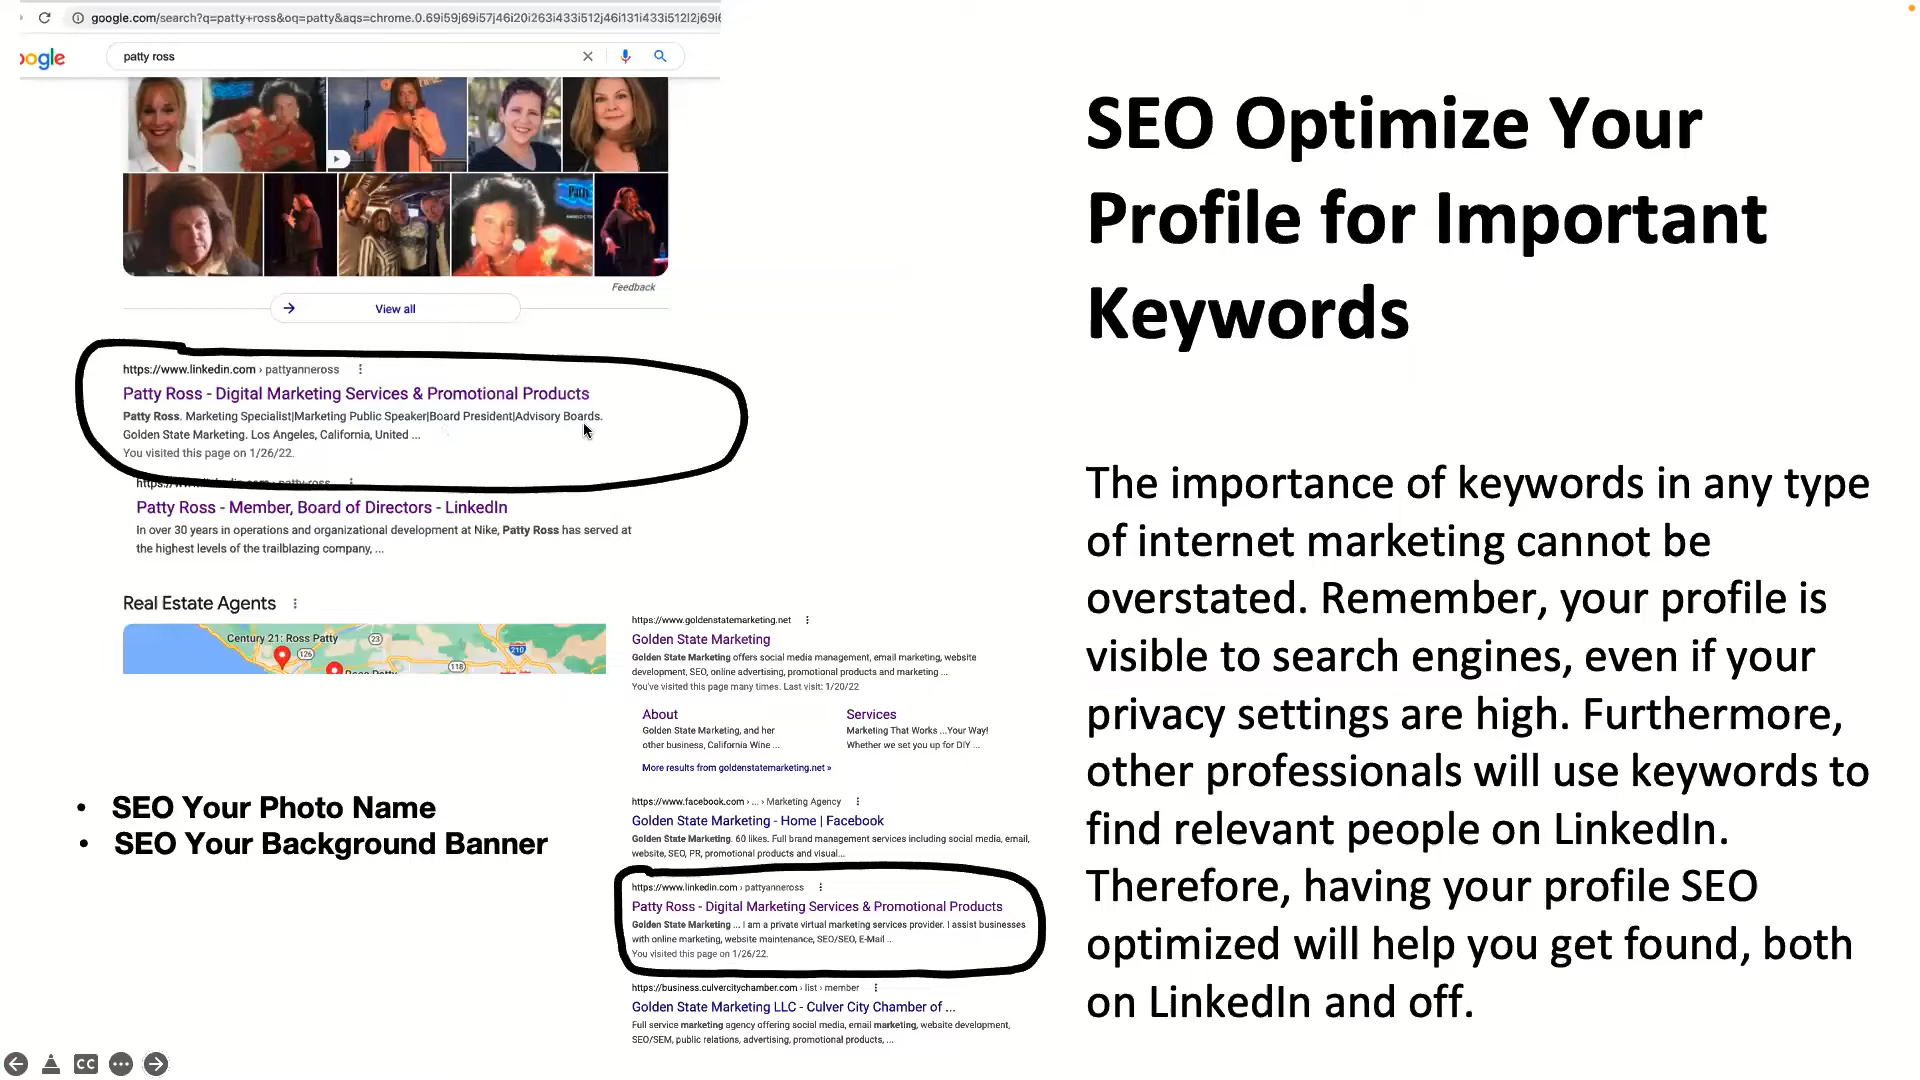 google.com/search?q=patty+ross&oq=patty&aqs=chrome.0.69i59j69i57j46i20i263i433i512j46i131i433i512l2j69i6
oogle
patty ross
Patty
Feedback
View all
https://www.linkedin.com › pattyanneross
Patty Ross - Digital Marketing Services & Promotional Products
Patty Ross. Marketing Specialist|Marketing Public Speaker|Board President|Advisory Boards.
Golden State Marketing. Los Angeles, California, United ...
You visited this page on 1/26/22.
https://www.linkedin.com › patty-ross
Patty Ross - Member, Board of Directors - LinkedIn
In over 30 years in operations and organizational development at Nike, Patty Ross has served at
the highest levels of the trailblazing company, ...
Real Estate Agents
Century 21: Ross Patty
23
126
210
118
Ross Patty
SEO Your Photo Name
SEO Your Background Banner
https://www.goldenstatemarketing.net
Golden State Marketing
Golden State Marketing offers social media management, email marketing, website
development, SEO, online advertising, promotional products and marketing ...
You've visited this page many times. Last visit: 1/20/22
About
Golden State Marketing, and her
other business, California Wine ...
Services
Marketing That Works ...Your Way!
Whether we set you up for DIY ...
More results from goldenstatemarketing.net »
https://www.facebook.com › ... › Marketing Agency
Golden State Marketing - Home | Facebook
Golden State Marketing. 60 likes. Full brand management services including social media, email,
website, SEO, PR, promotional products and visual...
https://www.linkedin.com › pattyanneross
Patty Ross - Digital Marketing Services & Promotional Products
Golden State Marketing ... I am a private virtual marketing services provider. I assist businesses
with online marketing, website maintenance, SEO/SEO, E-Mail ...
You visited this page on 1/26/22.
https://business.culvercitychamber.com › list › member
Golden State Marketing LLC - Culver City Chamber of ...
Full service marketing agency offering social media, email marketing, website development,
SEO/SEM, public relations, advertising, promotional products, ...
SEO Optimize Your
Profile for Important
Keywords
The importance of keywords in any type
of internet marketing cannot be
overstated. Remember, your profile is
visible to search engines, even if your
privacy settings are high. Furthermore,
other professionals will use keywords to
find relevant people on LinkedIn.
Therefore, having your profile SEO
optimized will help you get found, both
on LinkedIn and off.
CC